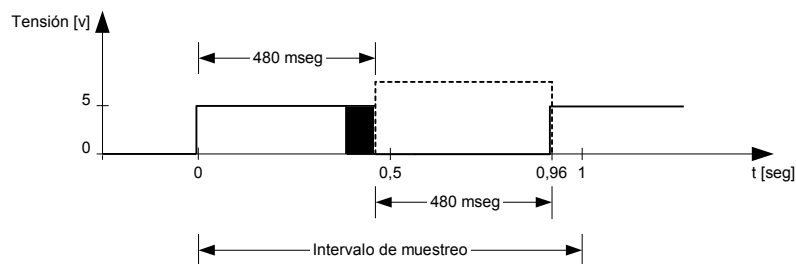 Tensión [v]
480 mseg
5
0
0
0,5
0,96
1
t [seg]
480 mseg
Intervalo de muestreo